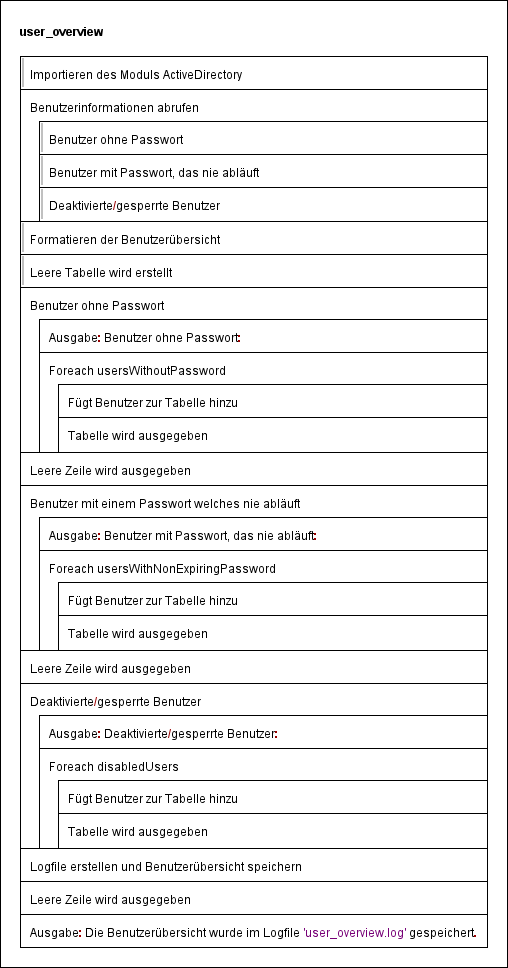 user_overview
Importieren des Moduls ActiveDirectory
Benutzerinformationen abrufen
Benutzer ohne Passwort
Benutzer mit Passwort, das nie abläuft
Deaktivierte/gesperrte Benutzer
Formatieren der Benutzerübersicht
Leere Tabelle wird erstellt
Benutzer ohne Passwort
Ausgabe: Benutzer ohne Passwort:
Foreach usersWithoutPassword
Fügt Benutzer zur Tabelle hinzu
Tabelle wird ausgegeben
Leere Zeile wird ausgegeben
Benutzer mit einem Passwort welches nie abläuft
Ausgabe: Benutzer mit Passwort, das nie abläuft:
Foreach usersWithNonExpiringPassword
Fügt Benutzer zur Tabelle hinzu
Tabelle wird ausgegeben
Leere Zeile wird ausgegeben
Deaktivierte/gesperrte Benutzer
Ausgabe: Deaktivierte/gesperrte Benutzer:
Foreach disabledUsers
Fügt Benutzer zur Tabelle hinzu
Tabelle wird ausgegeben
Logfile erstellen und Benutzerübersicht speichern
Leere Zeile wird ausgegeben
Ausgabe: Die Benutzerübersicht wurde im Logfile 'user_overview.log' gespeichert.